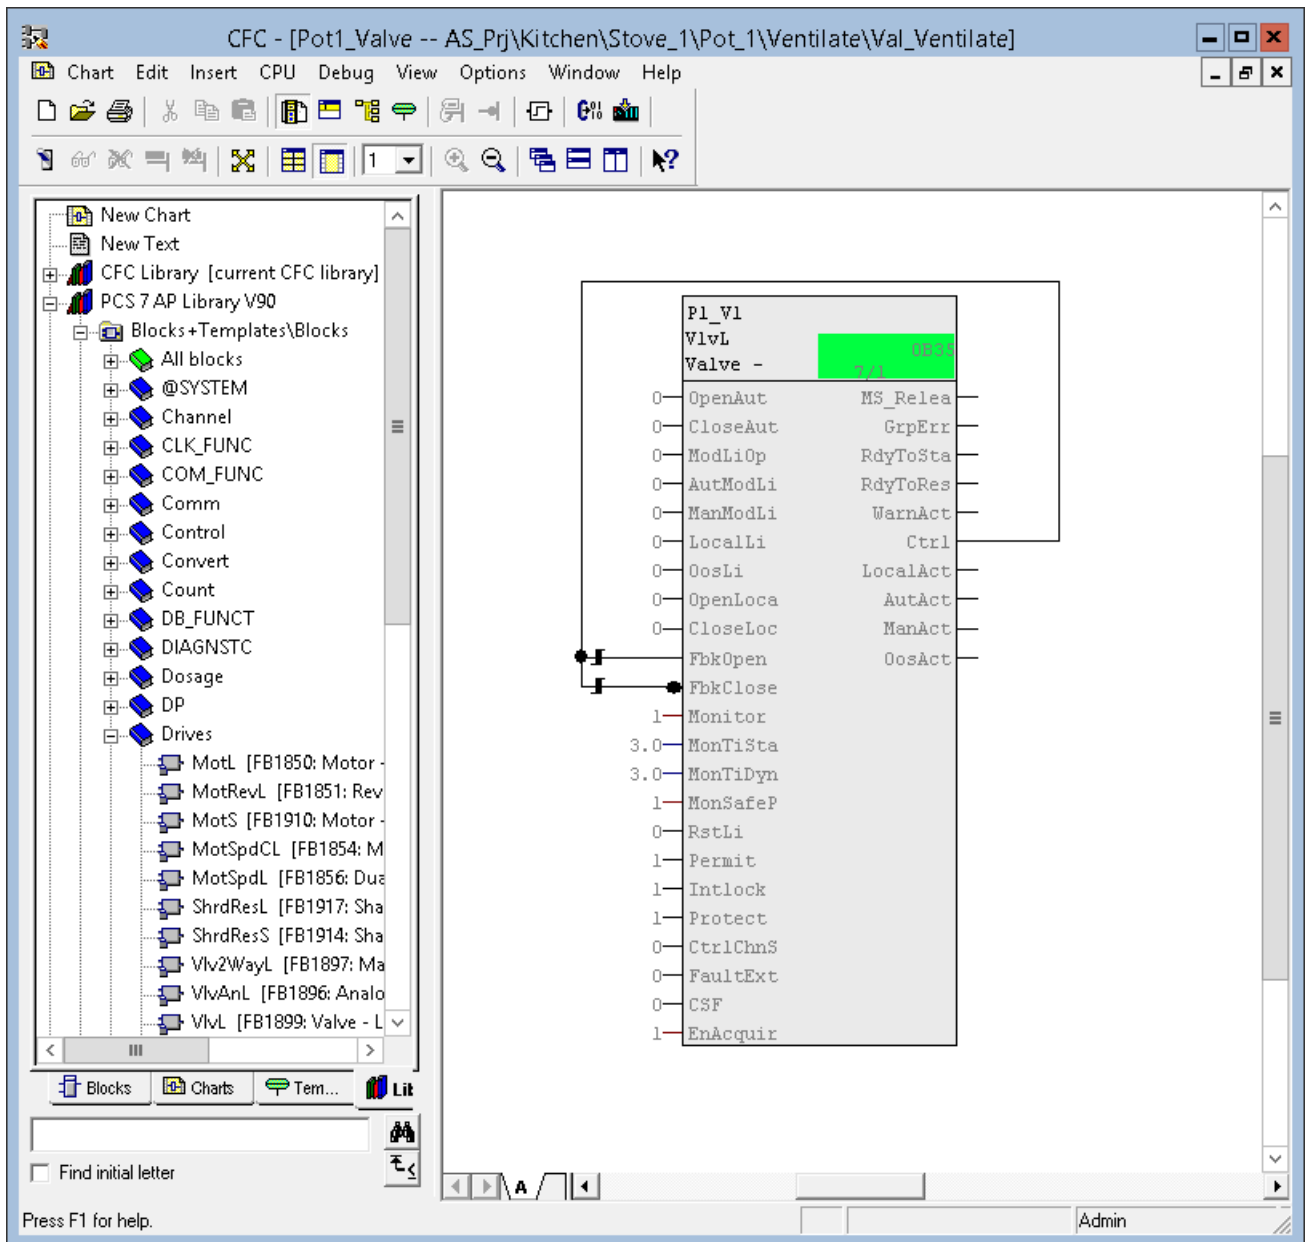 CFC - [Pot1_Valve -- AS_Prj\Kitchen\Stove_1\Pot_1\Ventilate\Val_Ventilate]
Chart Edit Insert CPU Debug View Options Window Help
1
New Chart
New Text
CFC Library [current CFC library]
PCS 7 AP Library V90
Blocks+Templates\Blocks
All blocks
@SYSTEM
Channel
CLK_FUNC
COM_FUNC
Comm
Control
Convert
Count
DB_FUNCT
DIAGNSTC
Dosage
DP
Drives
MotL [FB1850: Motor -
MotRevL [FB1851: Rev
MotS [FB1910: Motor -
MotSpdCL [FB1854: M
MotSpdL [FB1856: Dua
ShrdResL [FB1917: Sha
ShrdResS [FB1914: Sha
Vlv2WayL [FB1897: Ma
VlvAnL [FB1896: Analo
VlvL [FB1899: Valve - L
Blocks Charts Tem... Lit
Find initial letter
P1_V1
VlvL
Valve -
OB35
7/1
0 OpenAut MS_Relea
0 CloseAut GrpErr
0 ModLiOp RdyToSta
0 AutModLi RdyToRes
0 ManModLi WarnAct
0 LocalLi Ctrl
0 OosLi LocalAct
0 OpenLoca AutAct
0 CloseLoc ManAct
FbkOpen OosAct
FbkClose
1 Monitor
3.0 MonTiSta
3.0 MonTiDyn
1 MonSafeP
0 RstLi
1 Permit
1 Intlock
1 Protect
0 CtrlChnS
0 FaultExt
0 CSF
1 EnAcquir
A
Press F1 for help.
Admin